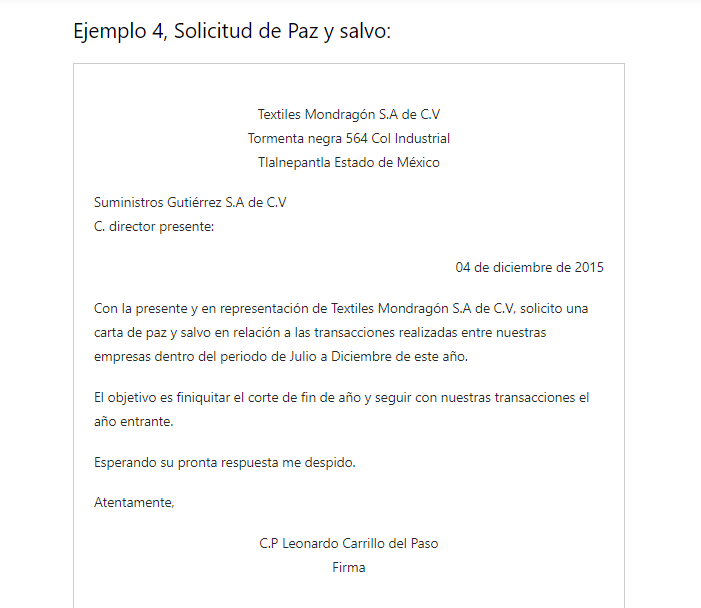 Ejemplo 4, Solicitud de Paz y salvo:
Textiles Mondragón S.A de C.V
Tormenta negra 564 Col Industrial
Tlalnepantla Estado de México
Suministros Gutiérrez S.A de C.V
C. director presente:
04 de diciembre de 2015
Con la presente y en representación de Textiles Mondragón S.A de C.V, solicito una
carta de paz y salvo en relación a las transacciones realizadas entre nuestras
empresas dentro del periodo de Julio a Diciembre de este año.
El objetivo es finiquitar el corte de fin de año y seguir con nuestras transacciones el
año entrante.
Esperando su pronta respuesta me despido.
Atentamente,
C.P Leonardo Carrillo del Paso
Firma